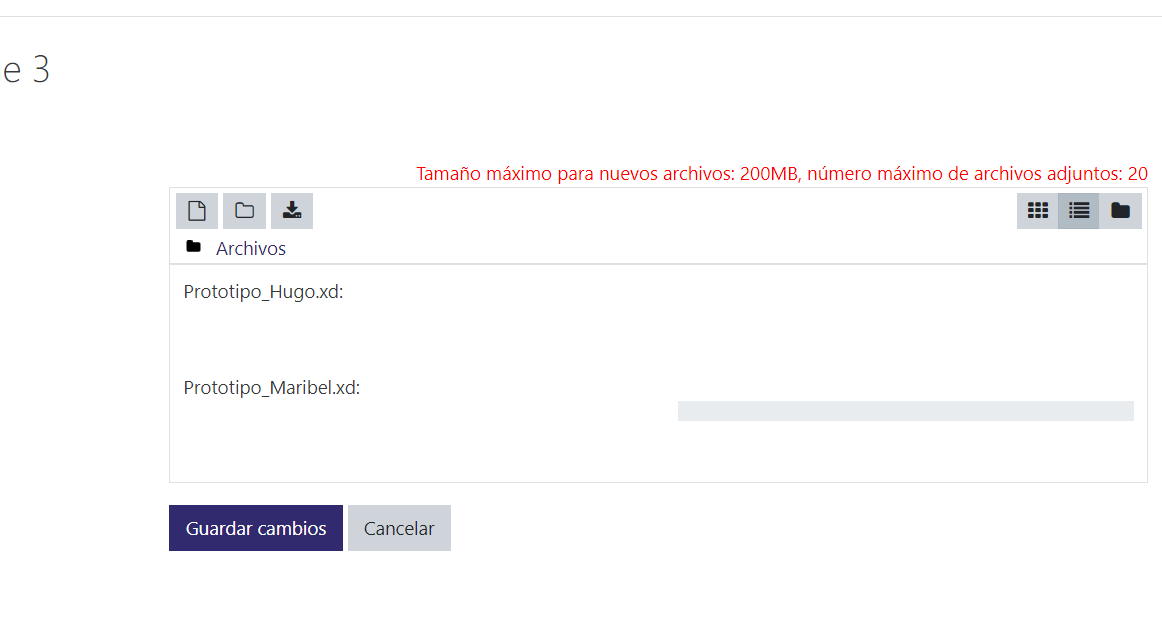 e 3
Tamaño máximo para nuevos archivos: 200MB, número máximo de archivos adjuntos: 20
Archivos
Prototipo_Hugo.xd:
Prototipo_Maribel.xd:
Guardar cambios Cancelar